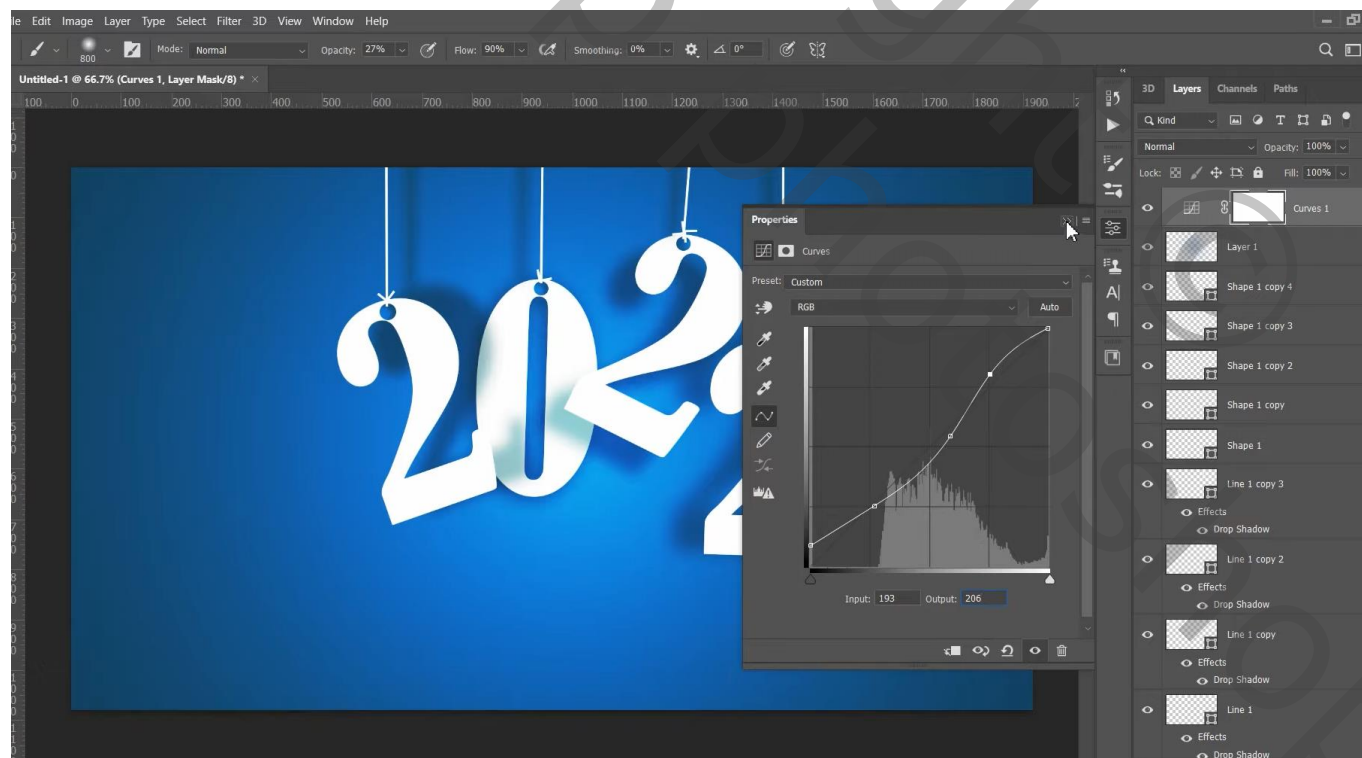 le Edit Image Layer Type Select Filter 3D View Window Help
800 Mode: Normal Opacity: 27% Flow: 90% Smoothing: 0% 0°
Untitled-1 @ 66.7% (Curves 1, Layer Mask/8) * ×
100 0 100 200 300 400 500 600 700 800 900 1000 1100 1200 1300 1400 1500 1600 1700 1800 1900
3D Layers Channels Paths
Kind
Normal Opacity: 100%
Lock: Fill: 100%
Curves 1
Layer 1
Shape 1 copy 4
Shape 1 copy 3
Shape 1 copy 2
Shape 1 copy
Shape 1
Line 1 copy 3
Effects
Drop Shadow
Line 1 copy 2
Effects
Drop Shadow
Line 1 copy
Effects
Drop Shadow
Line 1
Effects
Drop Shadow
Properties
Curves
Preset: Custom
RGB Auto
Input: 193 Output: 206
202